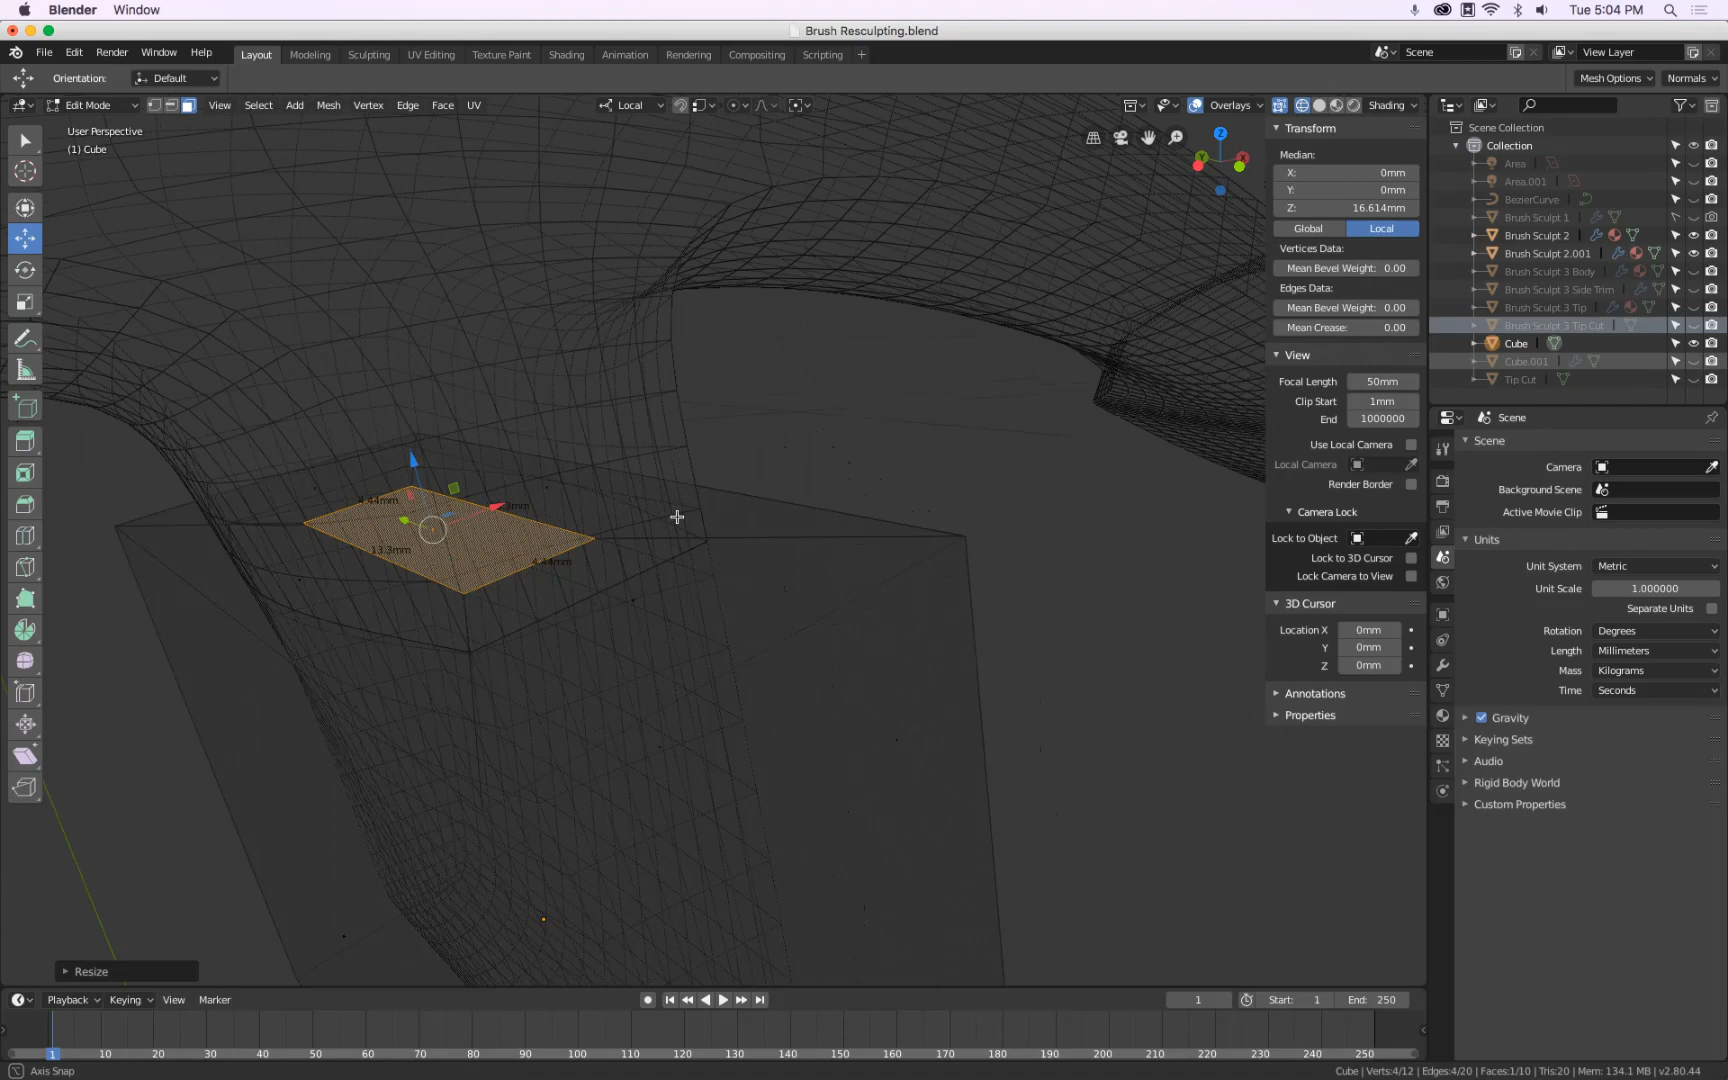 Blender Window Tue 5:04 PM
Brush Resculpting.blend
File Edit Render Window Help Layout Modeling Sculpting UV Editing Texture Paint Shading Animation Rendering Compositing Scripting + Scene View Layer
Orientation: Default Mesh Options Normals
Edit Mode View Select Add Mesh Vertex Edge Face UV Local Overlays Shading
User Perspective
(1) Cube
Z
Y
X
4.44mm
13.3mm
4.44mm
Resize
Transform
Median:
X: 0mm
Y: 0mm
Z: 16.614mm
Global Local
Vertices Data:
Mean Bevel Weight: 0.00
Edges Data:
Mean Bevel Weight: 0.00
Mean Crease: 0.00
View
Focal Length 50mm
Clip Start 1mm
End 1000000
Use Local Camera
Local Camera
Render Border
Camera Lock
Lock to Object
Lock to 3D Cursor
Lock Camera to View
3D Cursor
Location X 0mm
Y 0mm
Z 0mm
Annotations
Properties
Scene Collection
Collection
Area
Area.001
BezierCurve
Brush Sculpt 1
Brush Sculpt 2
Brush Sculpt 2.001
Brush Sculpt 3 Body
Brush Sculpt 3 Side Trim
Brush Sculpt 3 Tip
Brush Sculpt 3 Tip Cut
Cube
Cube.001
Tip Cut
Scene
Scene
Camera
Background Scene
Active Movie Clip
Units
Unit System Metric
Unit Scale 1.000000
Separate Units
Rotation Degrees
Length Millimeters
Mass Kilograms
Time Seconds
Gravity
Keying Sets
Audio
Rigid Body World
Custom Properties
Playback Keying View Marker 1 Start: 1 End: 250
1 10 20 30 40 50 60 70 80 90 100 110 120 130 140 150 160 170 180 190 200 210 220 230 240 250
Axis Snap Cube | Verts:4/12 | Edges:4/20 | Faces:1/10 | Tris:20 | Mem: 134.1 MB | v2.80.44